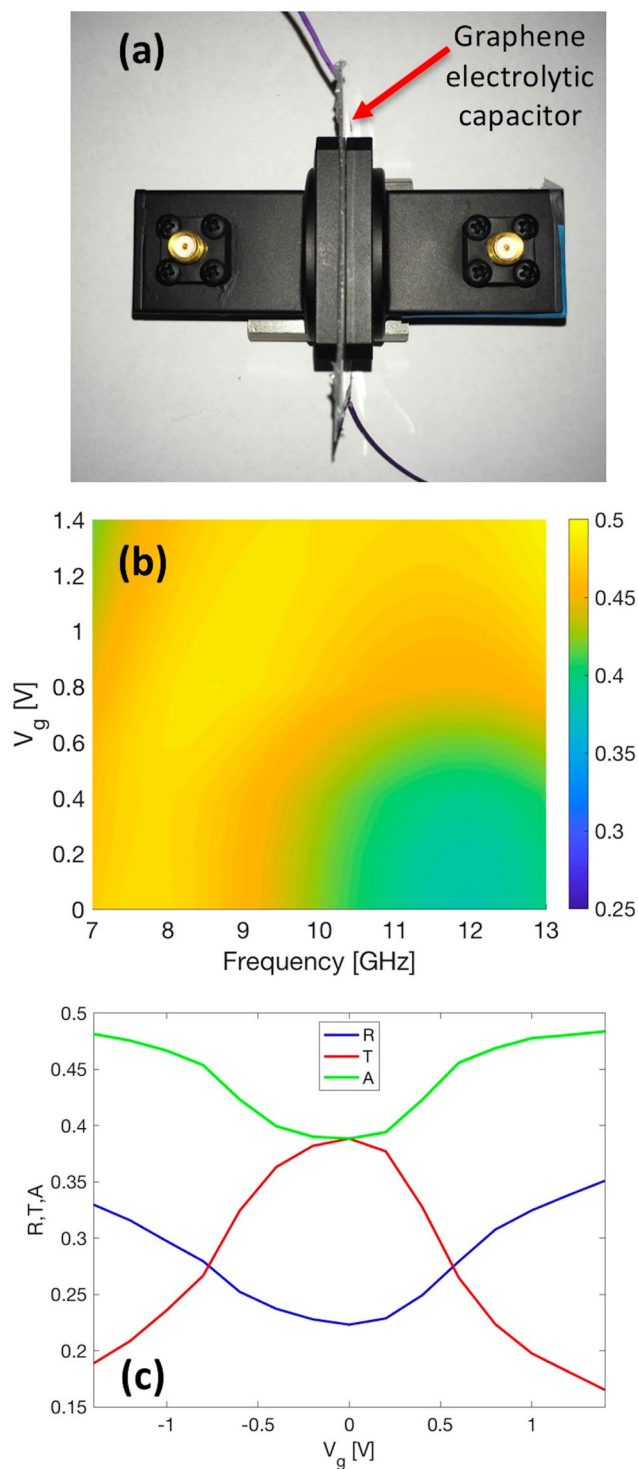 (a)
Graphene
electrolytic
capacitor
(b)
1.4
1.2
1
0.8
0.6
0.4
0.2
0
V_g [V]
7 8 9 10 11 12 13
Frequency [GHz]
0.5
0.45
0.4
0.35
0.3
0.25
0.5
0.45
0.4
0.35
0.3
0.25
0.2
0.15
R,T,A
R
T
A
(c)
-1 -0.5 0 0.5 1
V_g [V]